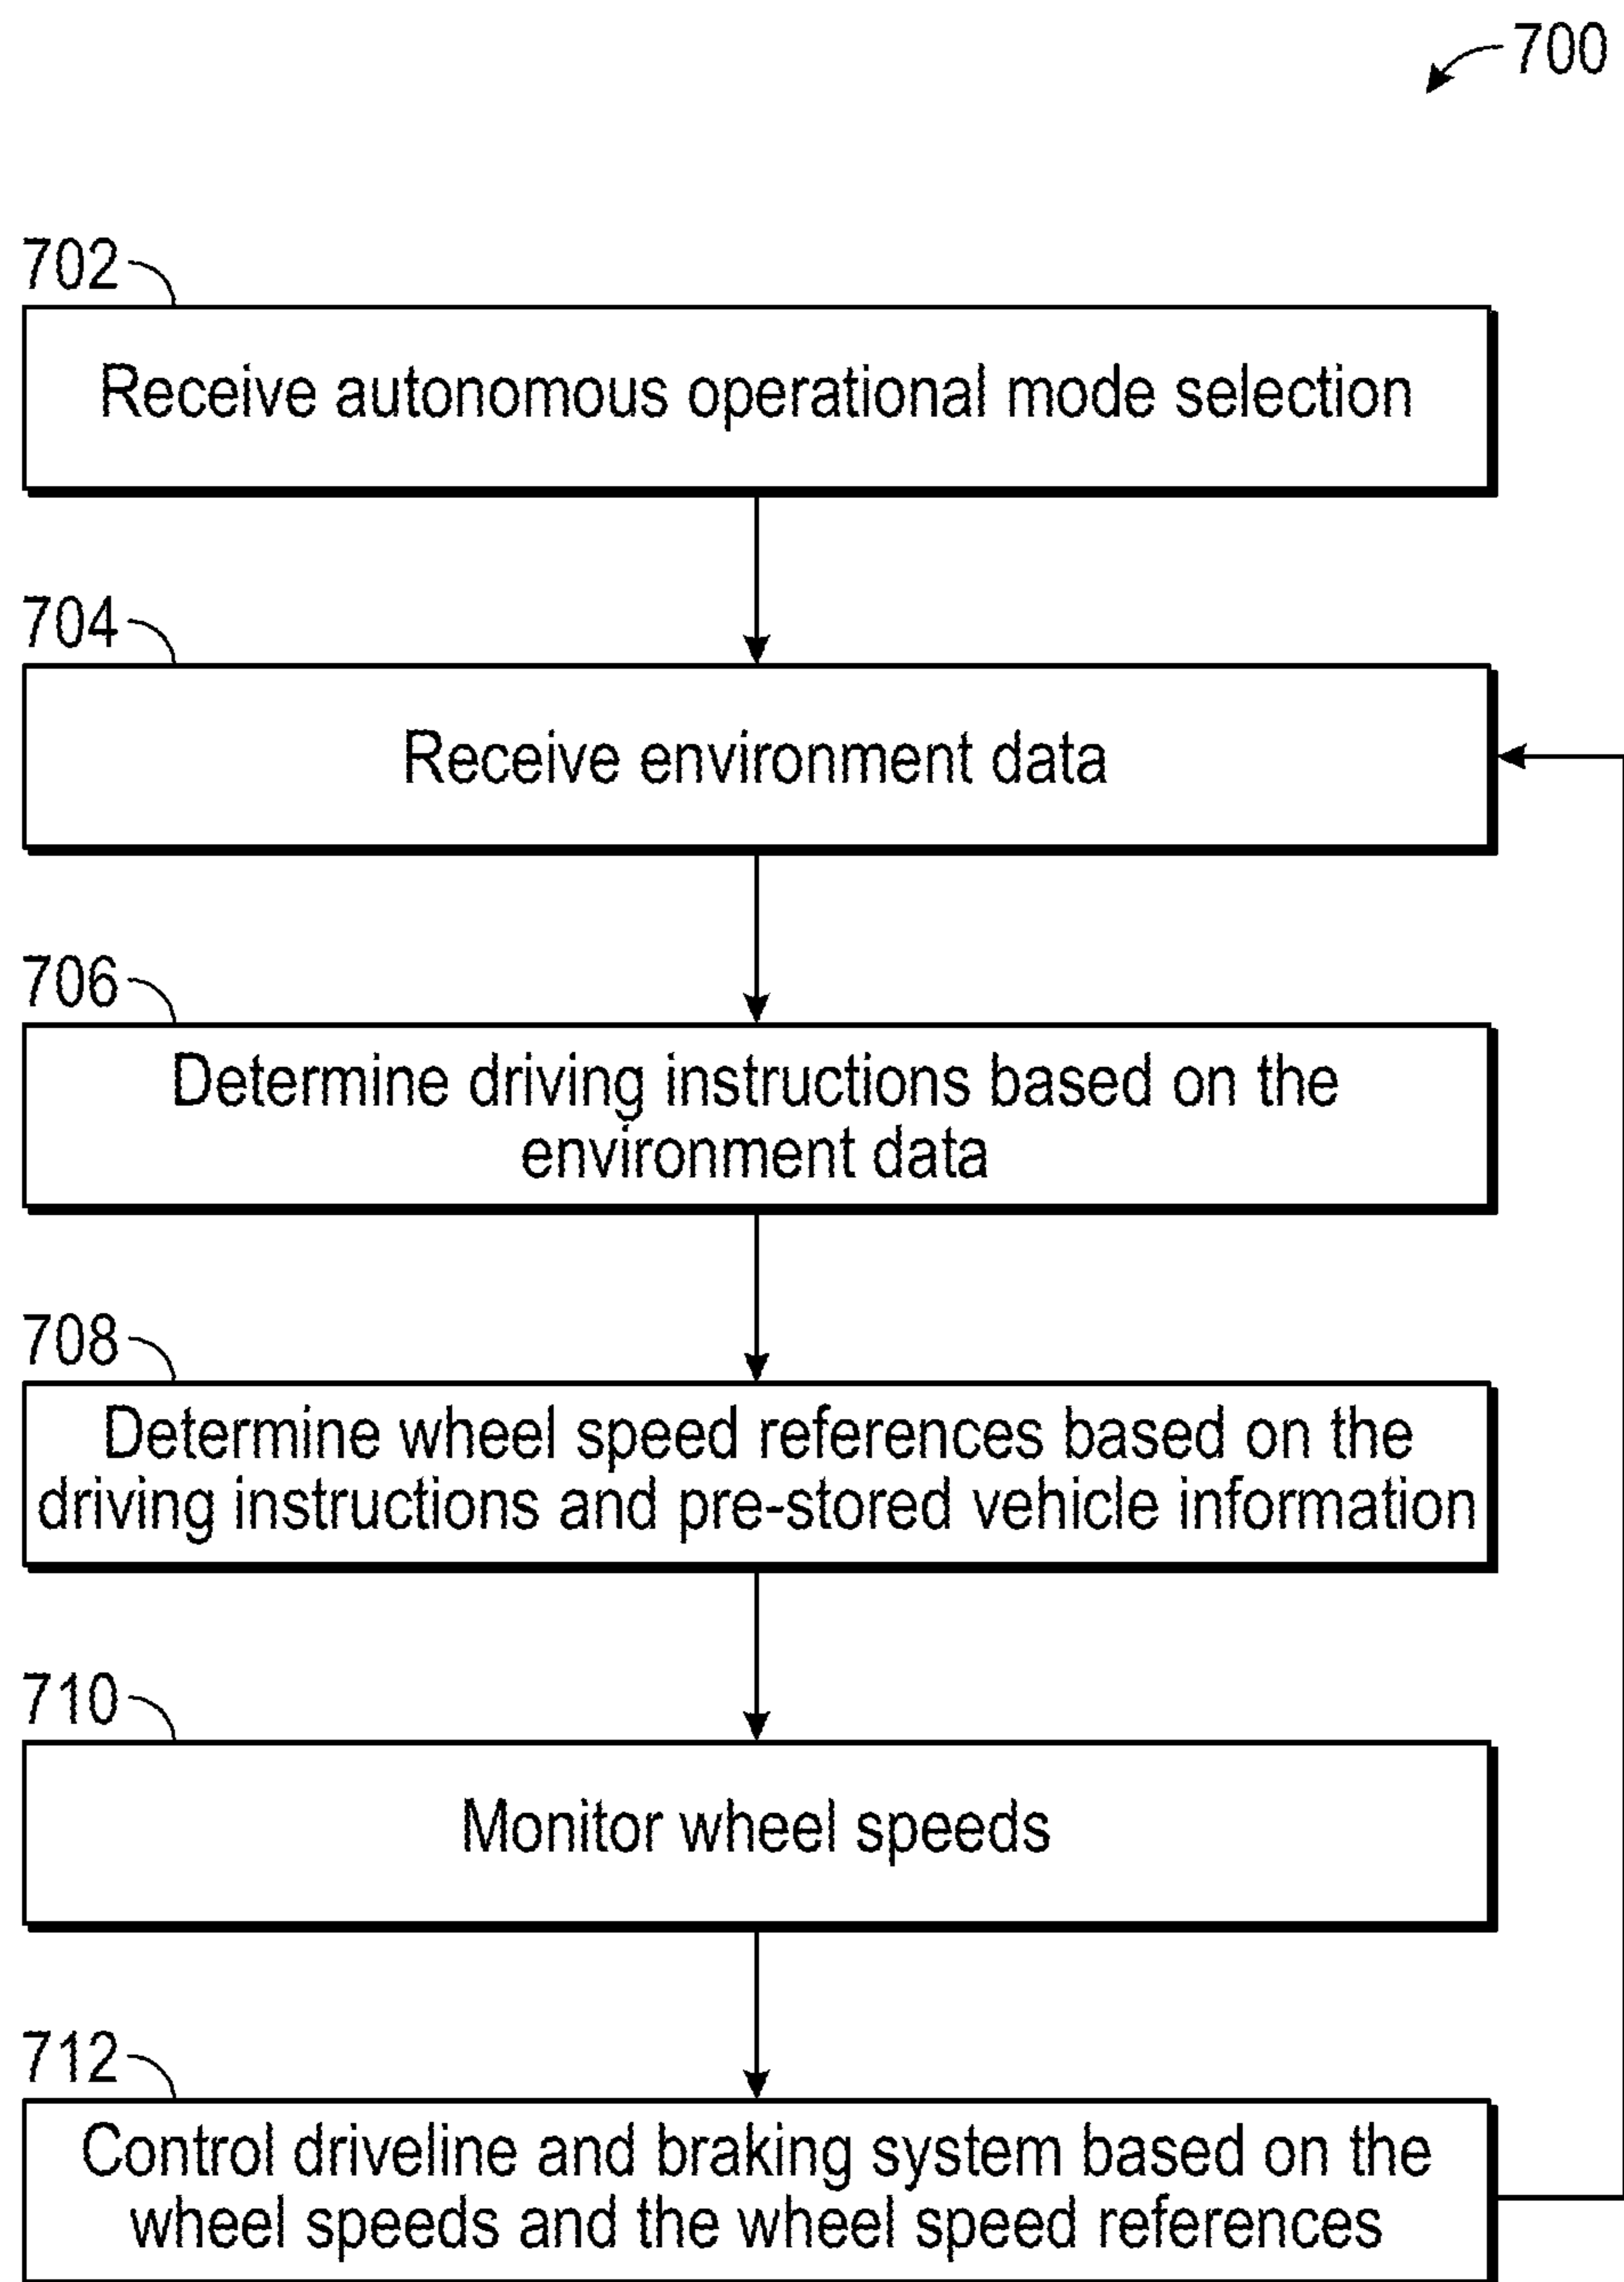 700
702
Receive autonomous operational mode selection
704
Receive environment data
706
Determine driving instructions based on the
environment data
708
Determine wheel speed references based on the
driving instructions and pre-stored vehicle information
710
Monitor wheel speeds
712
Control driveline and braking system based on the
wheel speeds and the wheel speed references